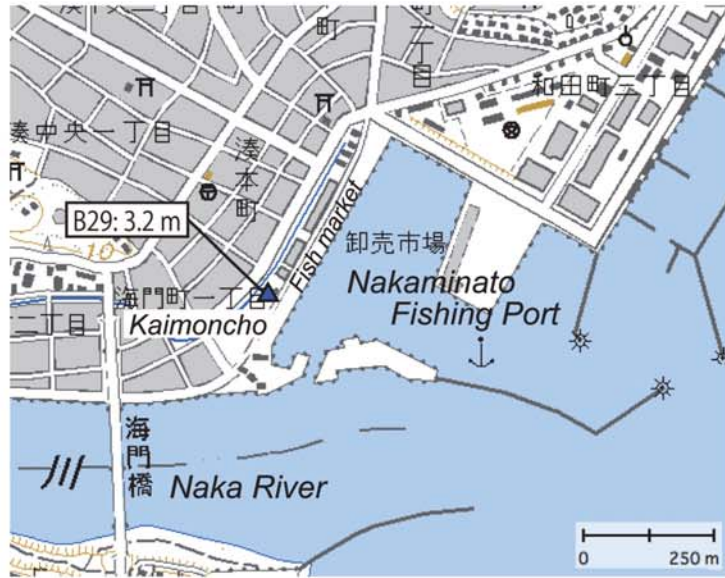 町一丁目
和田町三丁目
湊中央一丁目
湊本町
B29: 3.2 m
10
Fish market
卸売市場
Nakaminato
Fishing Port
海門町一丁目
二丁目
Kaimoncho
海門橋
川
Naka River
0
250 m